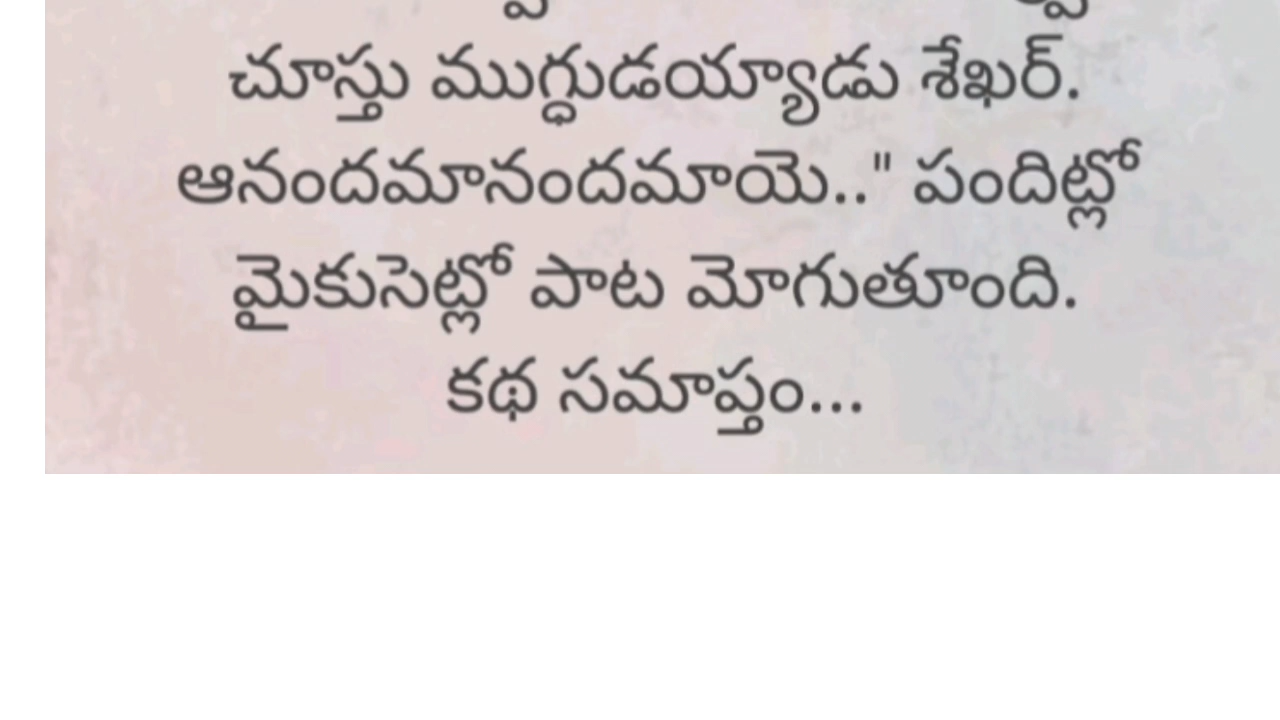 చూస్తు ముగ్ధుడయ్యాడు శేఖర్.
ఆనందమానందమాయె.." పందిట్లో
మైకుసెట్లో పాట మోగుతూంది.
కథ సమాప్తం...